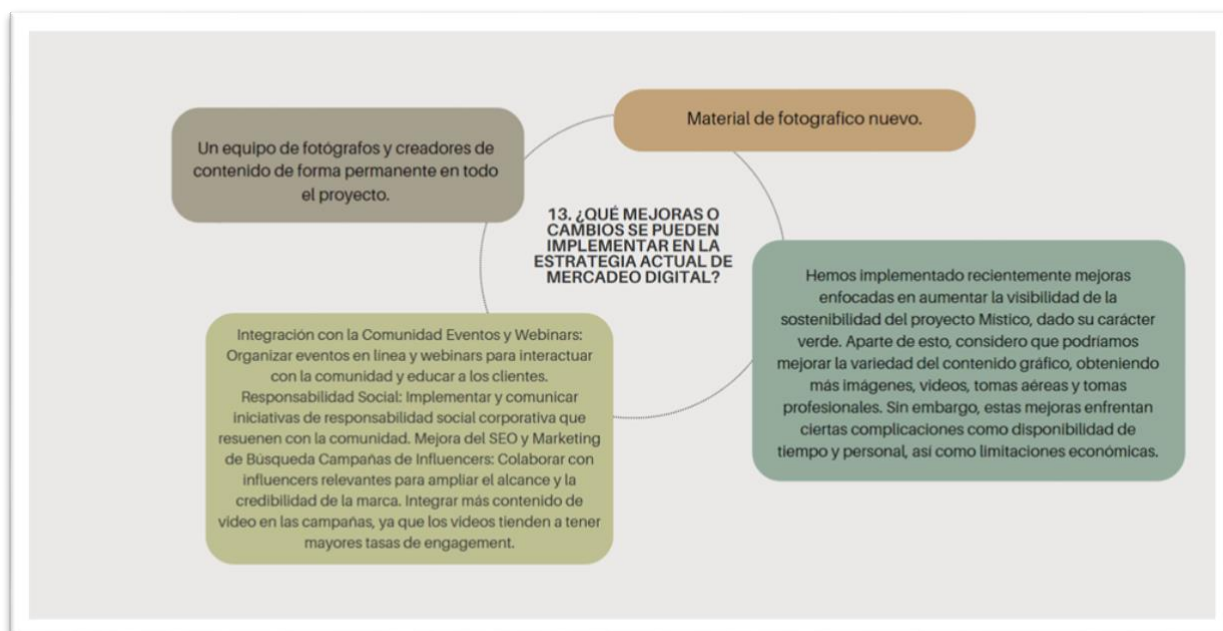 Un equipo de fotógrafos y creadores de
contenido de forma permanente en todo
el proyecto.
Material de fotografico nuevo.
13. ¿QUÉ MEJORAS O
CAMBIOS SE PUEDEN
IMPLEMENTAR EN LA
ESTRATEGIA ACTUAL DE
MERCADEO DIGITAL?
Hemos implementado recientemente mejoras
enfocadas en aumentar la visibilidad de la
sostenibilidad del proyecto Místico, dado su carácter
verde. Aparte de esto, considero que podríamos
mejorar la variedad del contenido gráfico, obteniendo
más imágenes, videos, tomas aéreas y tomas
profesionales. Sin embargo, estas mejoras enfrentan
ciertas complicaciones como disponibilidad de
tiempo y personal, así como limitaciones económicas.
Integración con la Comunidad Eventos y Webinars:
Organizar eventos en línea y webinars para interactuar
con la comunidad y educar a los clientes.
Responsabilidad Social: Implementar y comunicar
iniciativas de responsabilidad social corporativa que
resuenen con la comunidad. Mejora del SEO y Marketing
de Búsqueda Campañas de Influencers: Colaborar con
influencers relevantes para ampliar el alcance y la
credibilidad de la marca. Integrar más contenido de
video en las campañas, ya que los videos tienden a tener
mayores tasas de engagement.